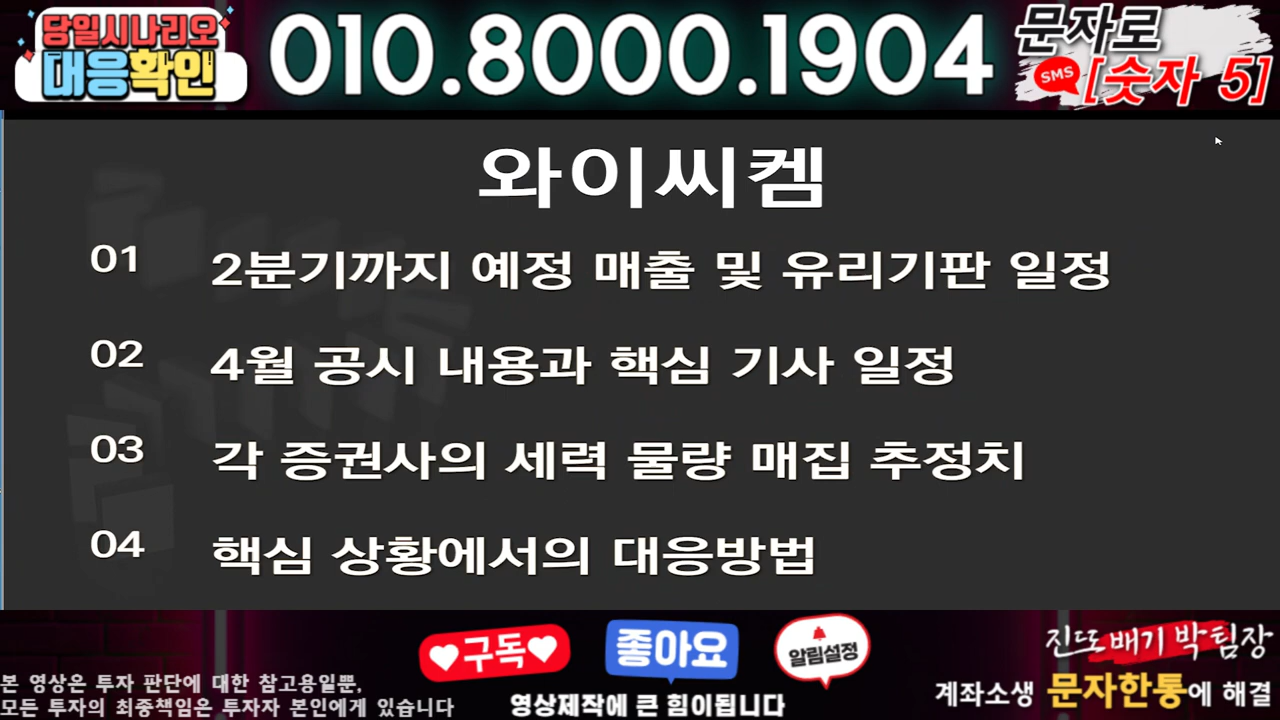 당일시나리오
대응확인
010.8000.1904
문자로
SMS
[숫자 5]
와이씨켐
01 2분기까지 예정 매출 및 유리기판 일정
02 4월 공시 내용과 핵심 기사 일정
03 각 증권사의 세력 물량 매집 추정치
04 핵심 상황에서의 대응방법
구독
좋아요
알림설정
영상제작에 큰 힘이됩니다
본 영상은 투자 판단에 대한 참고용일뿐,
모든 투자의 최종책임은 투자자 본인에게 있습니다
진또배기 박팀장
계좌소생 문자한통에 해결